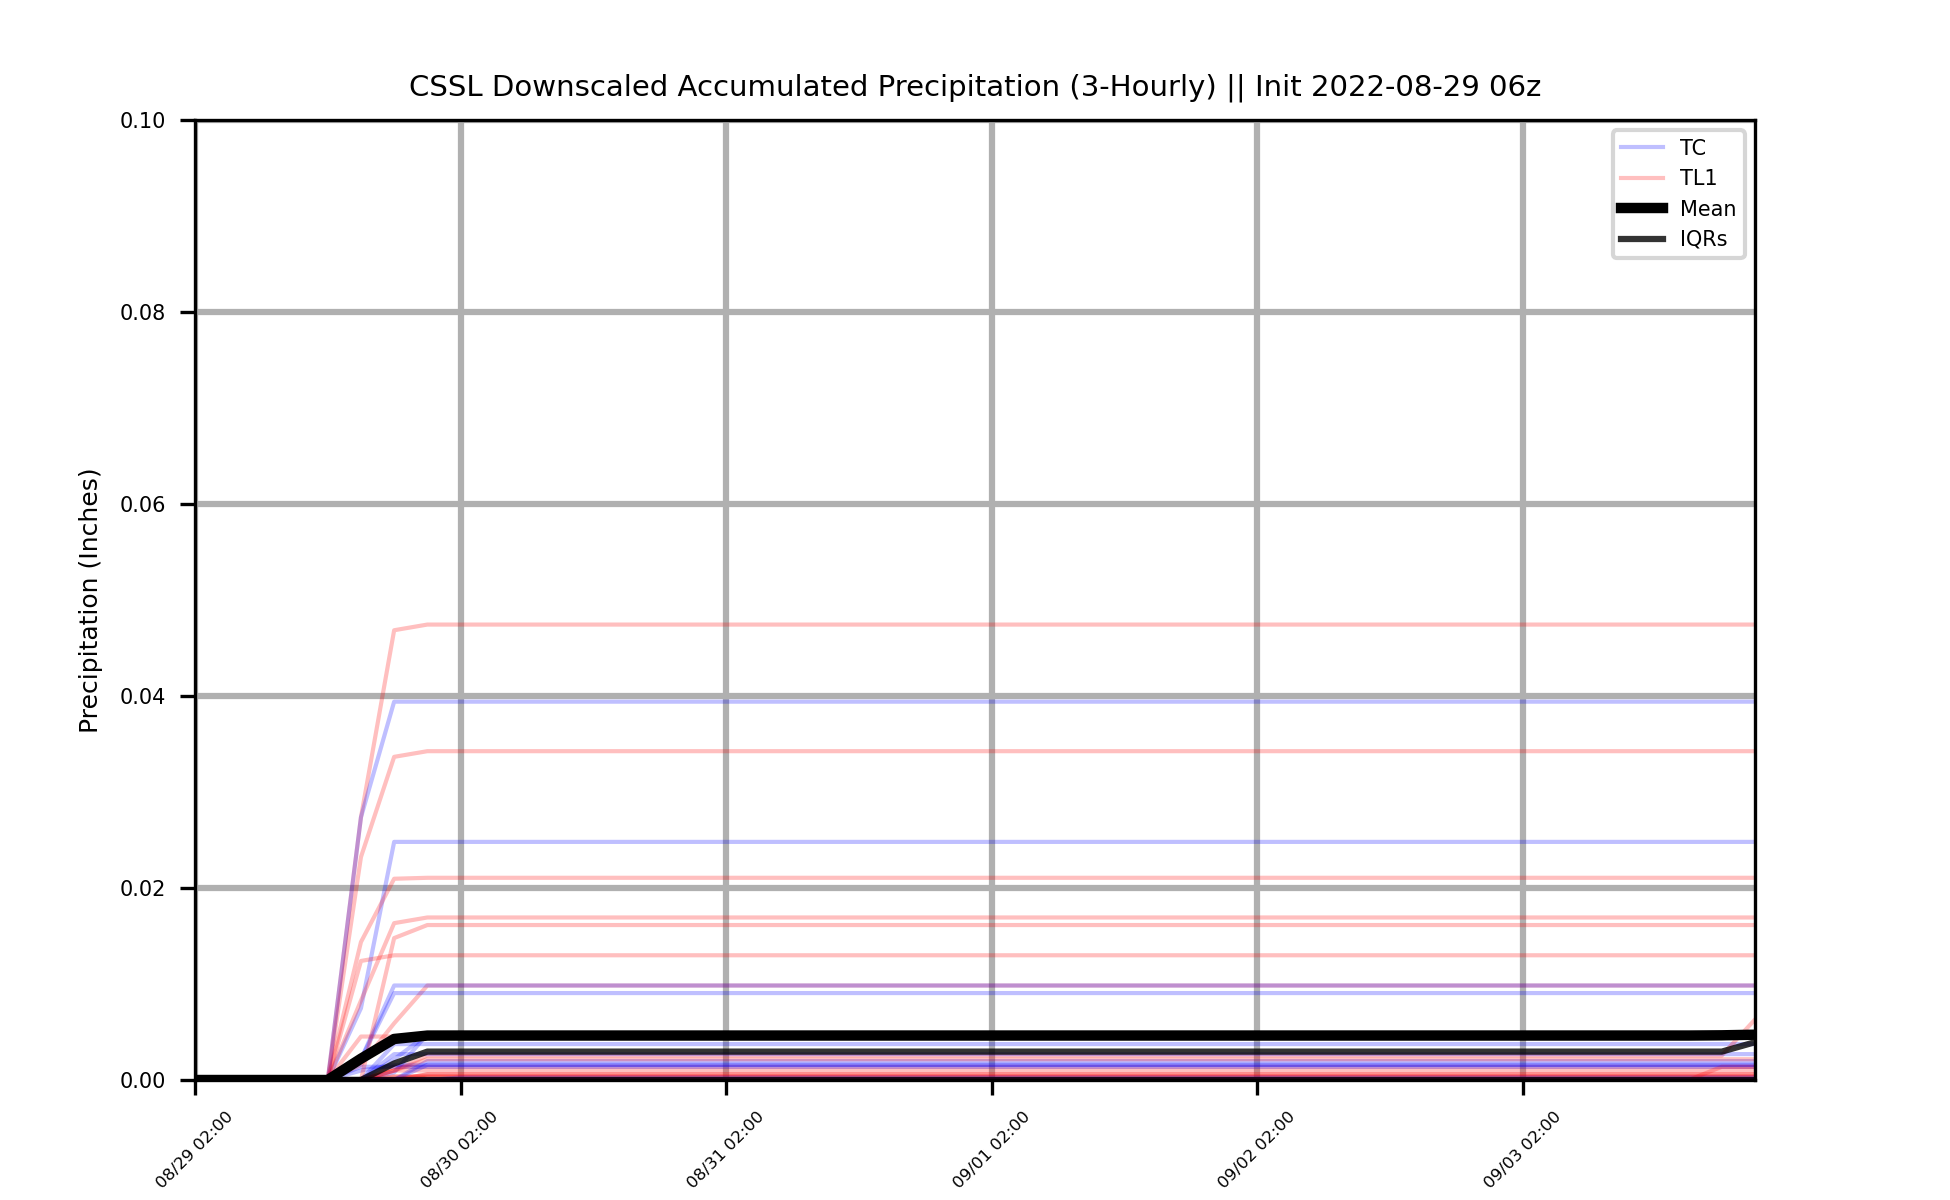 CSSL Downscaled Accumulated Precipitation (3-Hourly) || Init 2022-08-29 06z
Precipitation (Inches)
0.10
0.08
0.06
0.04
0.02
0.00
TC
TL1
Mean
IQRs
08/29 02:00
08/30 02:00
08/31 02:00
09/01 02:00
09/02 02:00
09/03 02:00